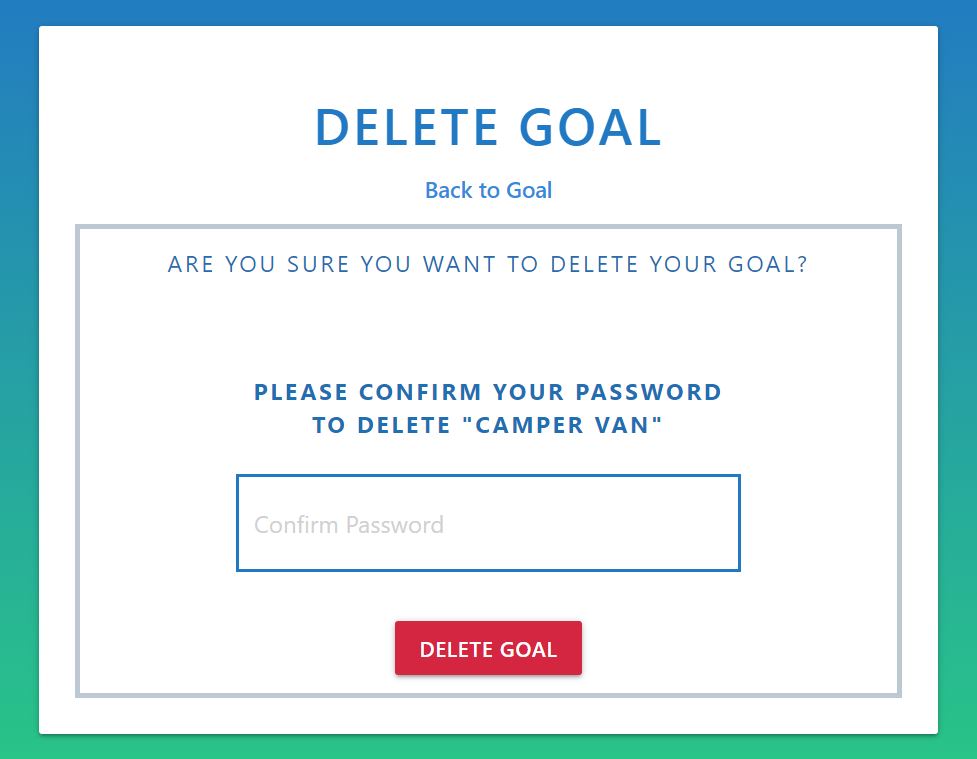 DELETE GOAL
Back to Goal
ARE YOU SURE YOU WANT TO DELETE YOUR GOAL?
PLEASE CONFIRM YOUR PASSWORD
TO DELETE "CAMPER VAN"
Confirm Password
DELETE GOAL